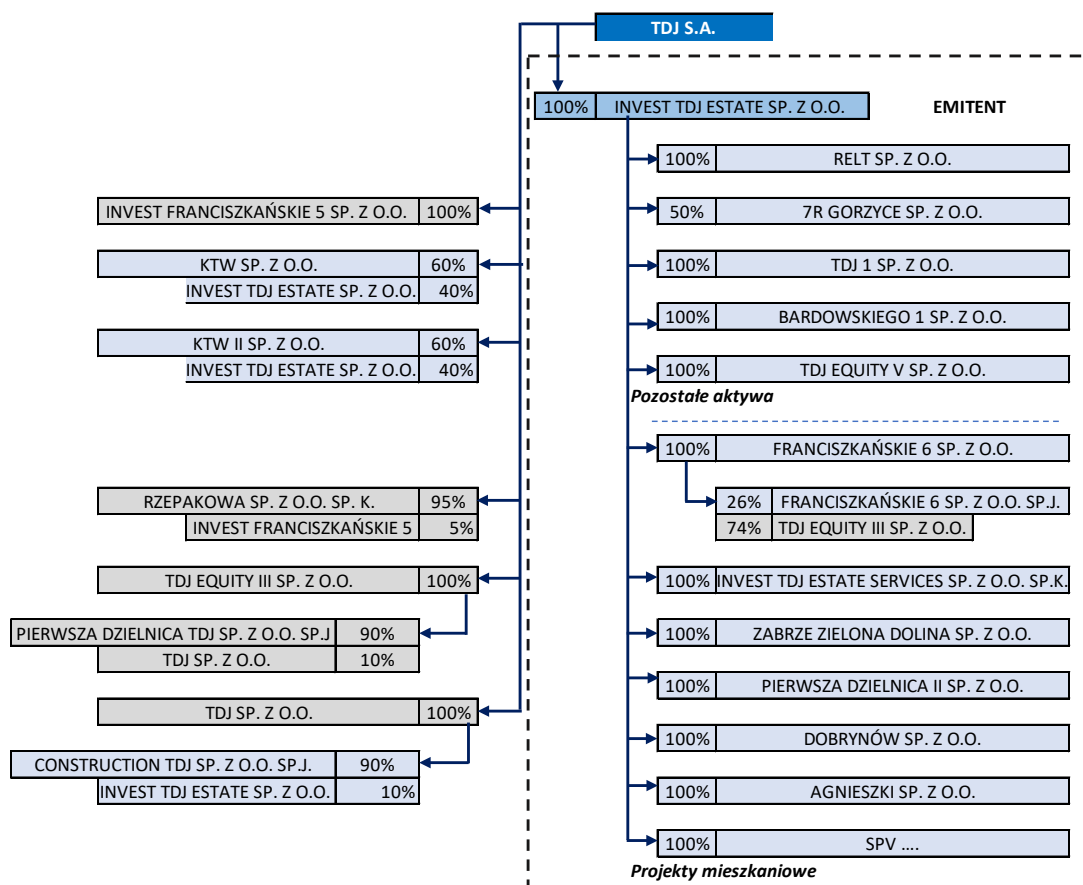 TDJ S.A.
100% INVEST TDJ ESTATE SP. Z O.O. EMITENT
100% RELT SP. Z O.O.
INVEST FRANCISZKAŃSKIE 5 SP. Z O.O. 100%
50% 7R GORZYCE SP. Z O.O.
KTW SP. Z O.O. 60%
INVEST TDJ ESTATE SP. Z O.O. 40%
100% TDJ 1 SP. Z O.O.
100% BARDOWSKIEGO 1 SP. Z O.O.
KTW II SP. Z O.O. 60%
INVEST TDJ ESTATE SP. Z O.O. 40%
100% TDJ EQUITY V SP. Z O.O.
Pozostałe aktywa
100% FRANCISZKAŃSKIE 6 SP. Z O.O.
RZEPAKOWA SP. Z O.O. SP. K. 95%
INVEST FRANCISZKAŃSKIE 5 5%
26% FRANCISZKAŃSKIE 6 SP. Z O.O. SP.J.
74% TDJ EQUITY III SP. Z O.O.
TDJ EQUITY III SP. Z O.O. 100%
100% INVEST TDJ ESTATE SERVICES SP. Z O.O. SP.K.
PIERWSZA DZIELNICA TDJ SP. Z O.O. SP.J 90%
TDJ SP. Z O.O. 10%
100% ZABRZE ZIELONA DOLINA SP. Z O.O.
100% PIERWSZA DZIELNICA II SP. Z O.O.
TDJ SP. Z O.O. 100%
100% DOBRYNÓW SP. Z O.O.
CONSTRUCTION TDJ SP. Z O.O. SP.J. 90%
INVEST TDJ ESTATE SP. Z O.O. 10%
100% AGNIESZKI SP. Z O.O.
100% SPV ....
Projekty mieszkaniowe